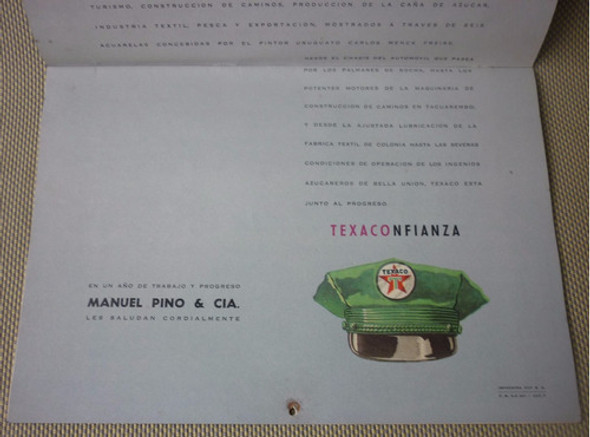 TURISMO, CONSTRUCCION DE CAMINOS, PRODUCCION DE LA CAÑA DE AZUCAR,
INDUSTRIA TEXTIL, PESCA Y EXPORTACION, MOSTRADOS A TRAVES DE SEIS
ACUARELAS CONCEBIDAS POR EL PINTOR URUGUAYO CARLOS MENCK FREIRE.
DESDE EL CHASIS DEL AUTOMOVIL QUE PASEA
POR LOS PALMARES DE ROCHA, HASTA LOS
POTENTES MOTORES DE LA MAQUINARIA DE
CONSTRUCCION DE CAMINOS EN TACUAREMBO,
Y DESDE LA AJUSTADA LUBRICACION DE LA
FABRICA TEXTIL DE COLONIA HASTA LAS SEVERAS
CONDICIONES DE OPERACION DE LOS INGENIOS
AZUCAREROS DE BELLA UNION, TEXACO ESTA
JUNTO AL PROGRESO.
TEXACONFIANZA
TEXACO
T
EN UN AÑO DE TRABAJO Y PROGRESO
MANUEL PINO & CIA.
LES SALUDAN CORDIALMENTE